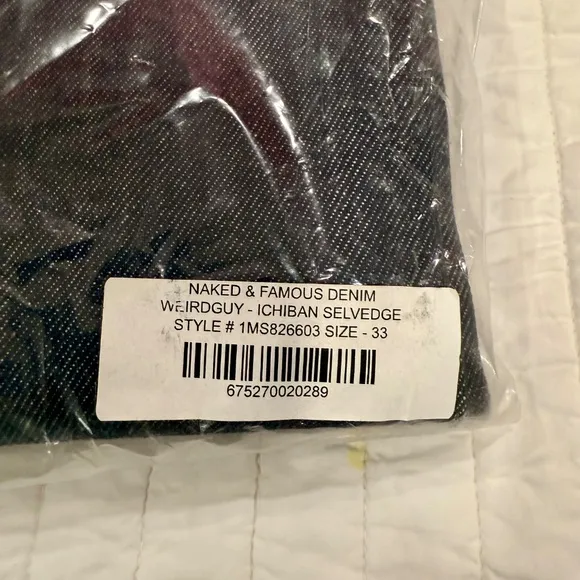 NAKED & FAMOUS DENIM
WEIRDGUY - ICHIBAN SELVEDGE
STYLE # 1MS826603 SIZE - 33
675270020289